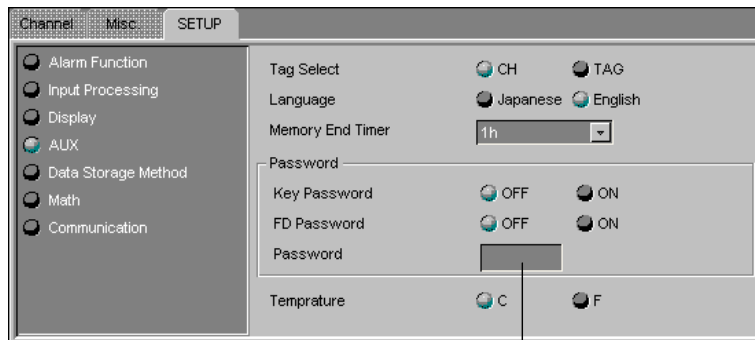 Channel Misc. SETUP
Alarm Function
Input Processing
Display
AUX
Data Storage Method
Math
Communication
Tag Select CH TAG
Language Japanese English
Memory End Timer 1h
Password
Key Password OFF ON
FD Password OFF ON
Password
Temprature C F